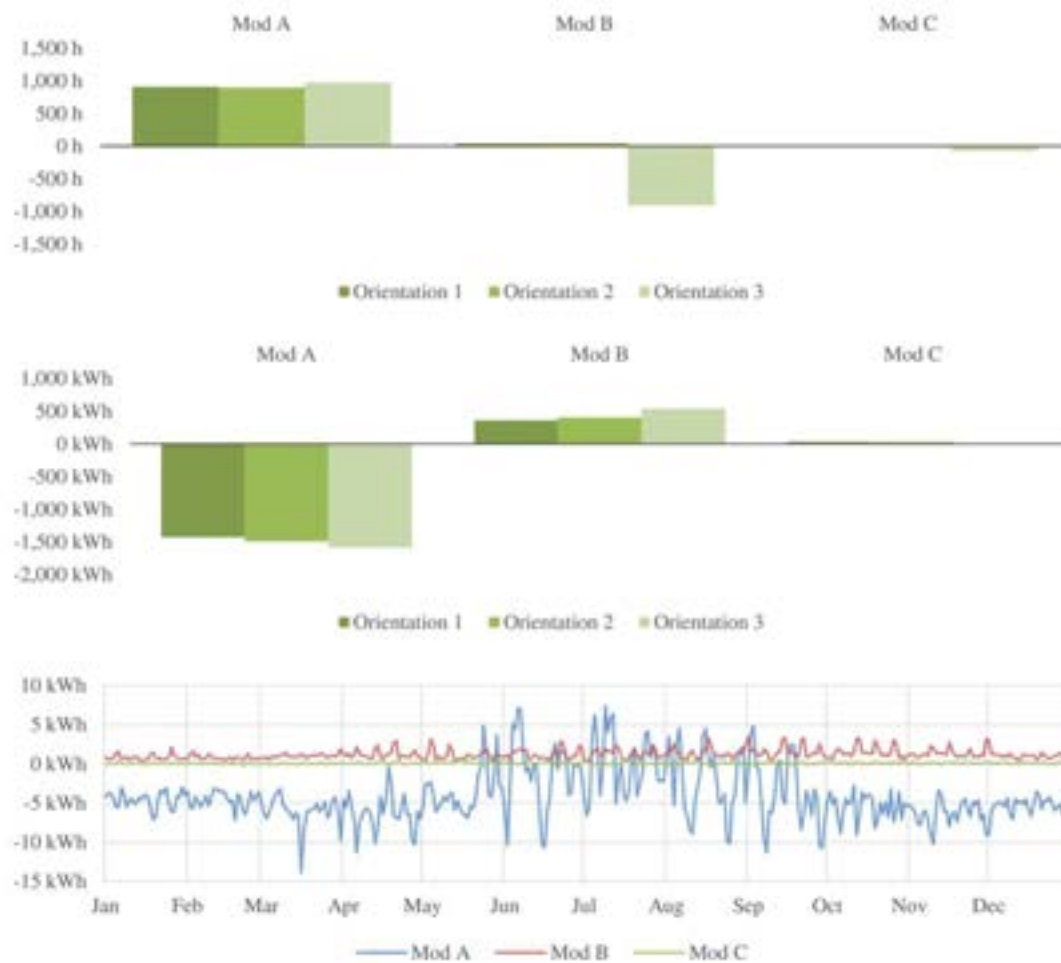 Mod A Mod B Mod C
1,500 h
1,000 h
500 h
0 h
-500 h
-1,000 h
-1,500 h
Orientation 1 Orientation 2 Orientation 3
Mod A Mod B Mod C
1,000 kWh
500 kWh
0 kWh
-500 kWh
-1,000 kWh
-1,500 kWh
-2,000 kWh
Orientation 1 Orientation 2 Orientation 3
10 kWh
5 kWh
0 kWh
-5 kWh
-10 kWh
-15 kWh
Jan Feb Mar Apr May Jun Jul Aug Sep Oct Nov Dec
Mod A Mod B Mod C